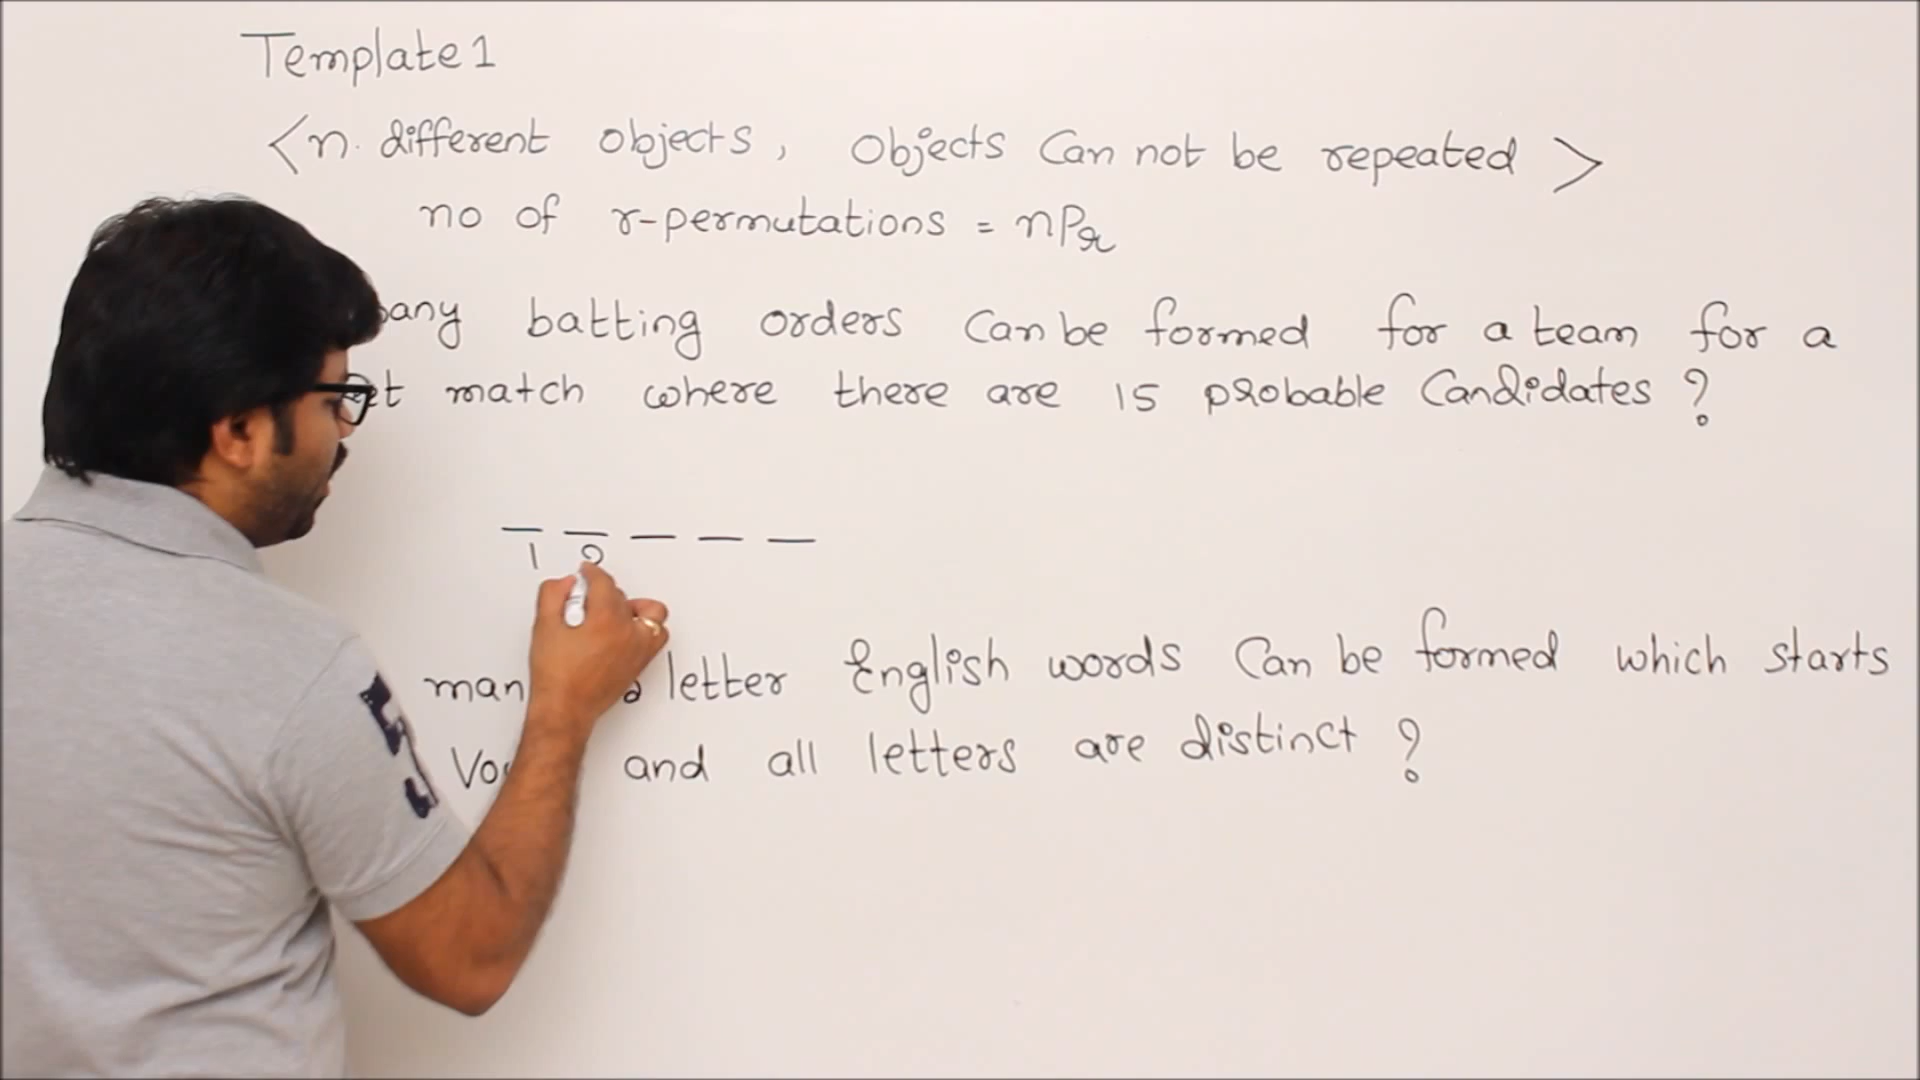 Template 1
<n. different objects, objects can not be repeated>
no of r-permutations = nPr
batting orders can be formed for a team for a
match where there are 15 probable Candidates ?
1 2
letter English words can be formed which starts
and all letters are distinct ?